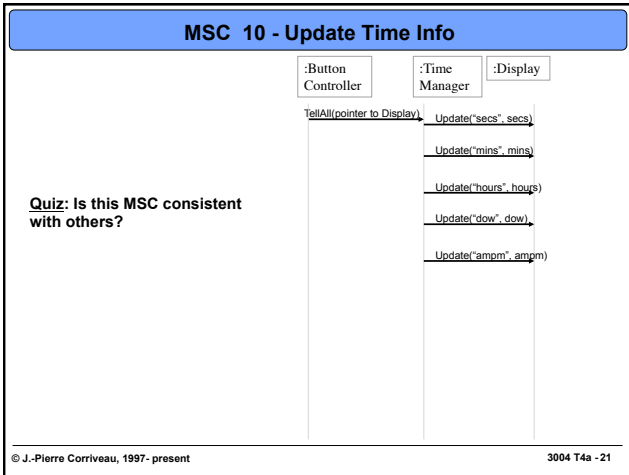 MSC 10 - Update Time Info
:Button
Controller
:Time
Manager
:Display
TellAll(pointer to Display)
Update(“secs”, secs)
Update(“mins”, mins)
Update(“hours”, hours)
Update(“dow”, dow)
Update(“ampm”, ampm)
Quiz: Is this MSC consistent
with others?
© J.-Pierre Corriveau, 1997- present
3004 T4a - 21